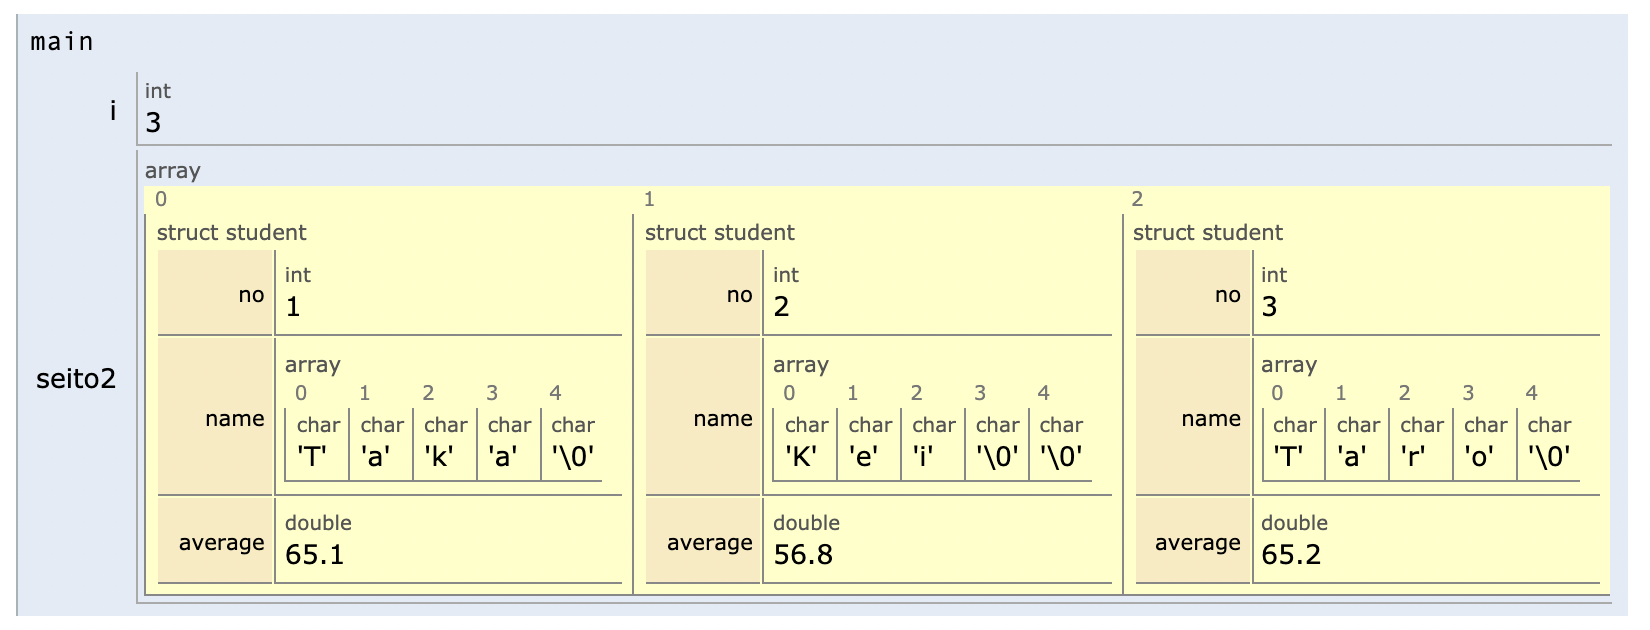 main
i
int
3
array
0 1 2
struct student struct student struct student
no int 1 no int 2 no int 3
seito2
name array name array name array
0 1 2 3 4 0 1 2 3 4 0 1 2 3 4
char char char char char char char char char char char char char char char
'T' 'a' 'k' 'a' '\0' 'K' 'e' 'i' '\0' '\0' 'T' 'a' 'r' 'o' '\0'
average double 65.1 average double 56.8 average double 65.2